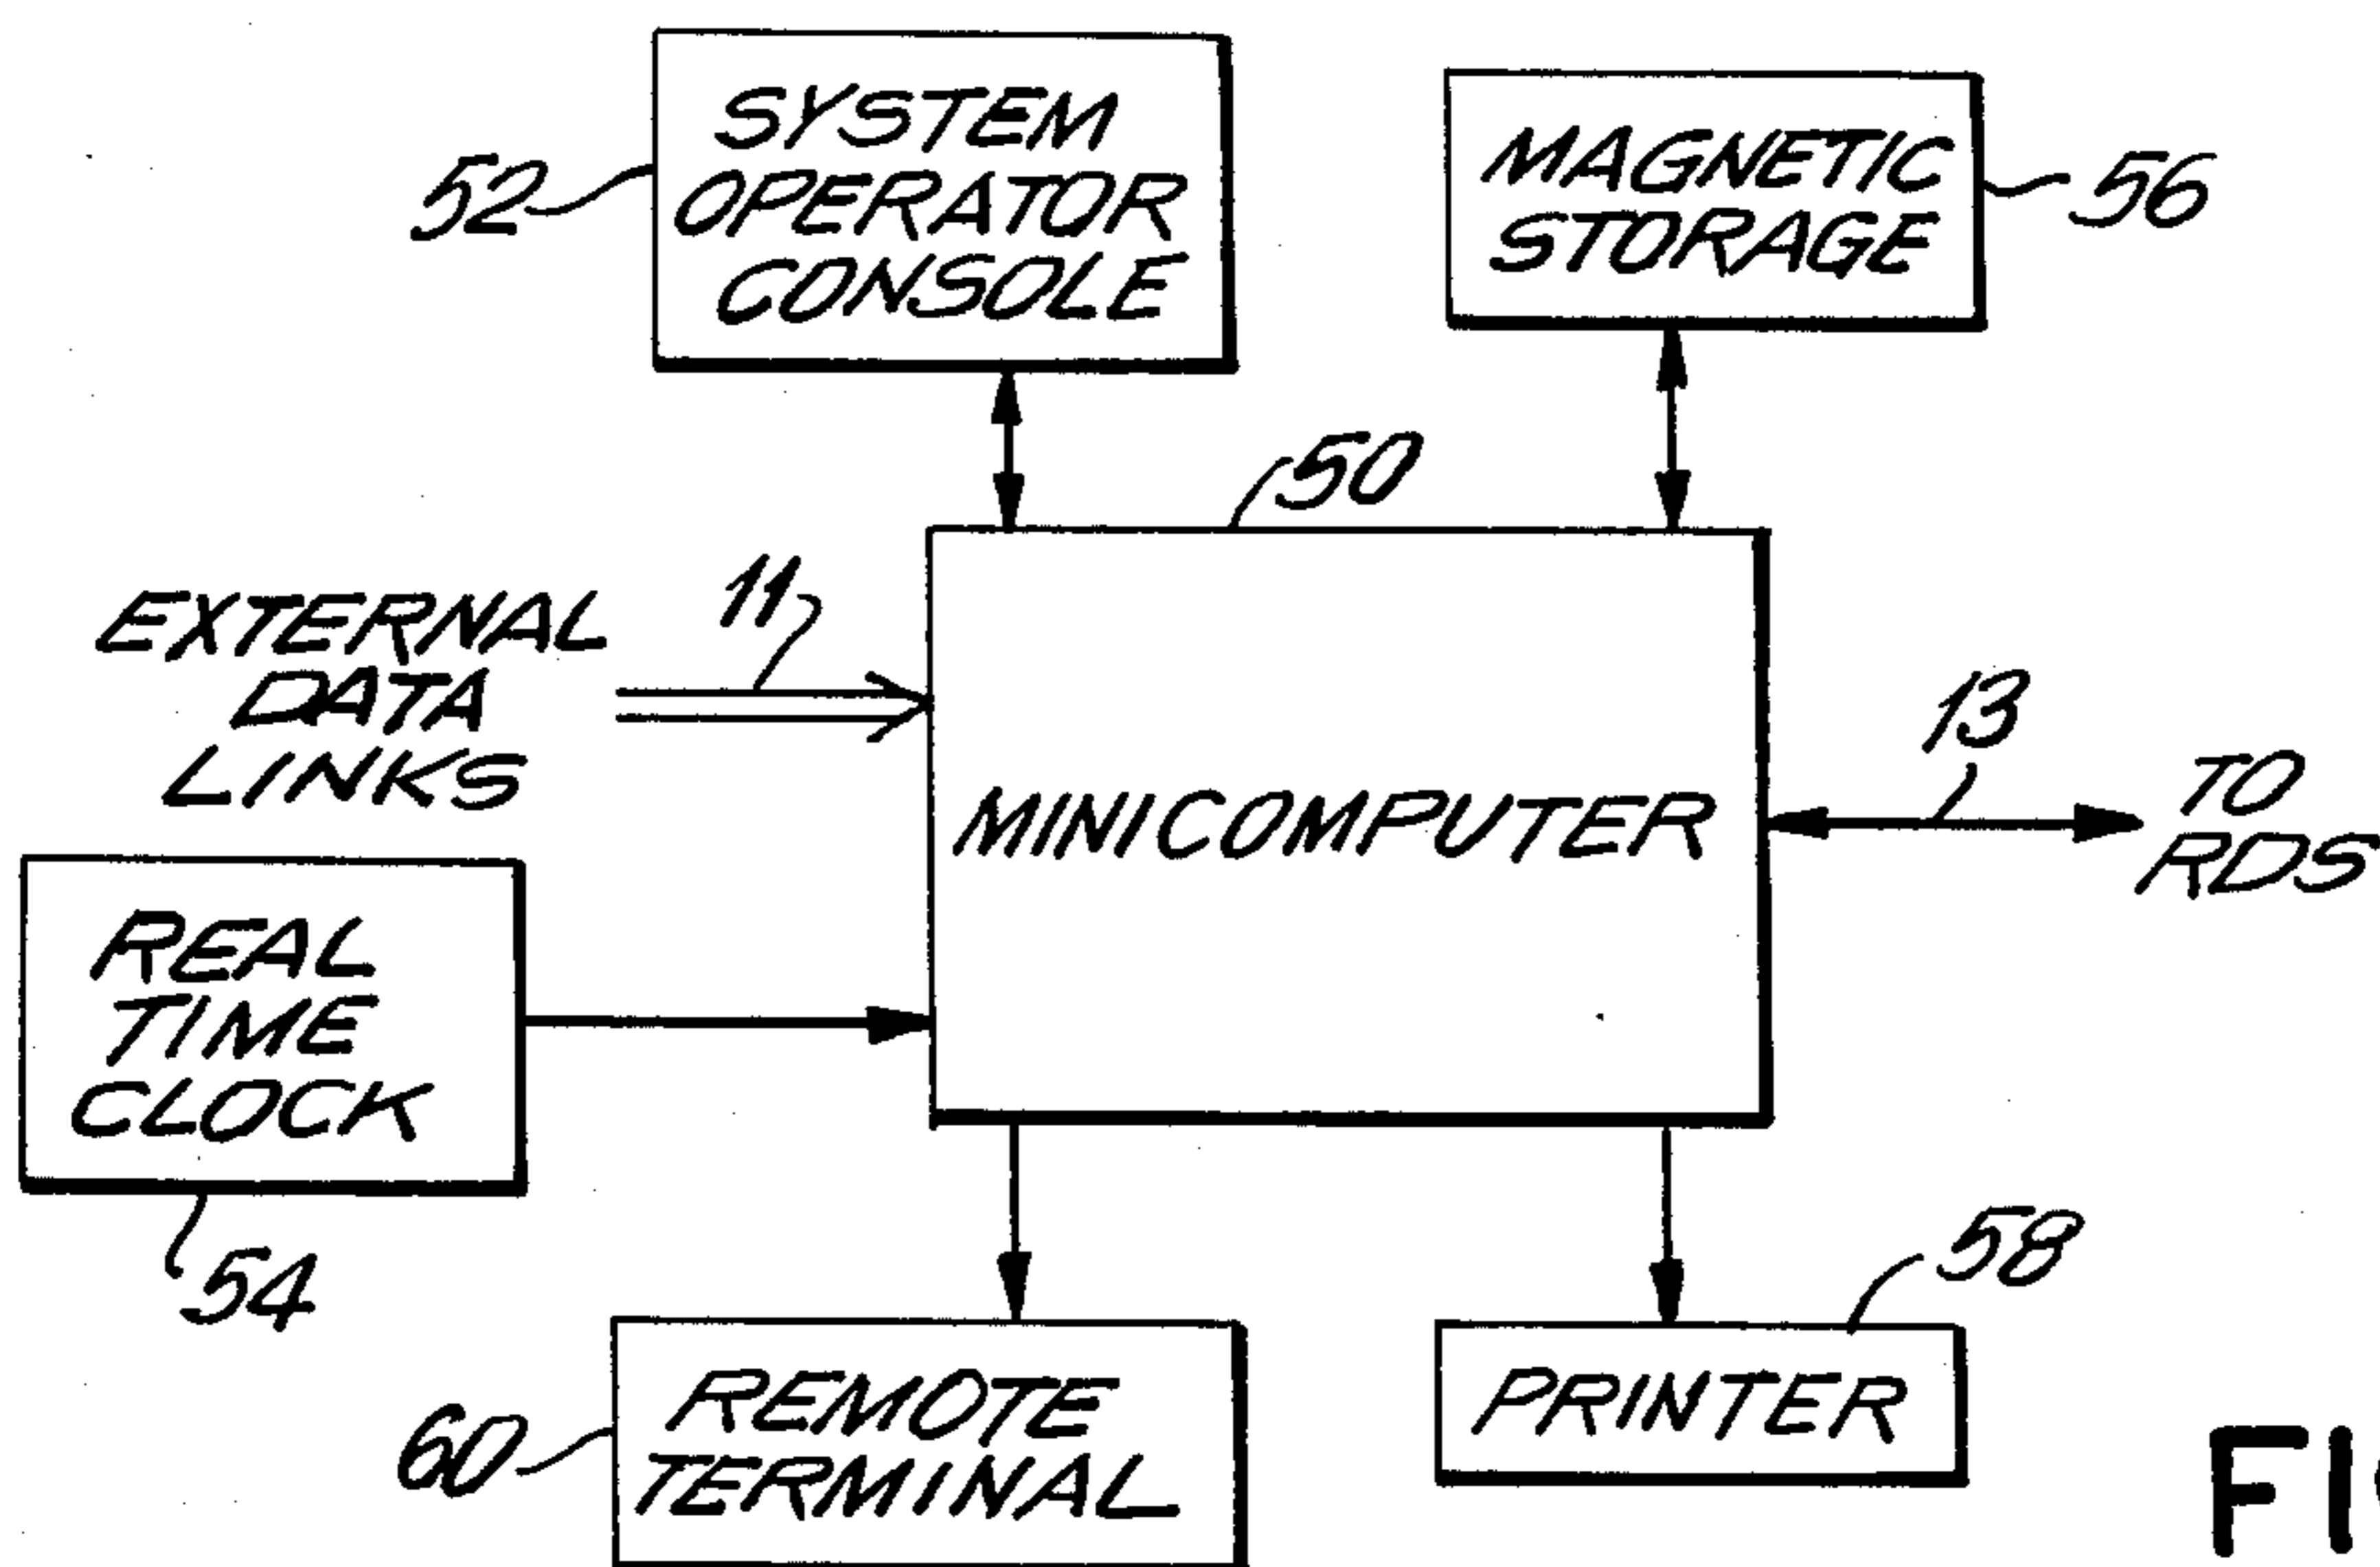 SYSTEM
OPERATOR
CONSOLE
52
MAGNETIC
STORAGE
56
50
EXTERNAL
DATA
LINKS
11
MINICOMPUTER
13
TO
RDS
REAL
TIME
CLOCK
54
REMOTE
TERMINAL
60
PRINTER
58